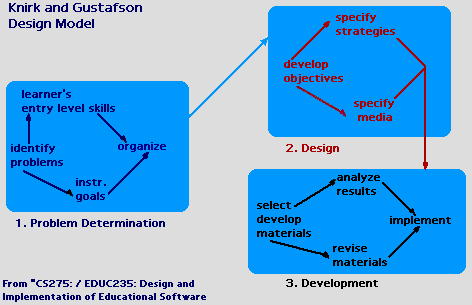 Knirk and Gustafson
Design Model
learner's
entry level skills
identify
problems
organize
instr.
goals
1. Problem Determination
specify
strategies
develop
objectives
specify
media
2. Design
analyze
results
select
develop
materials
implement
revise
materials
3. Development
From "CS275: / EDUC235: Design and
Implementation of Educational Software